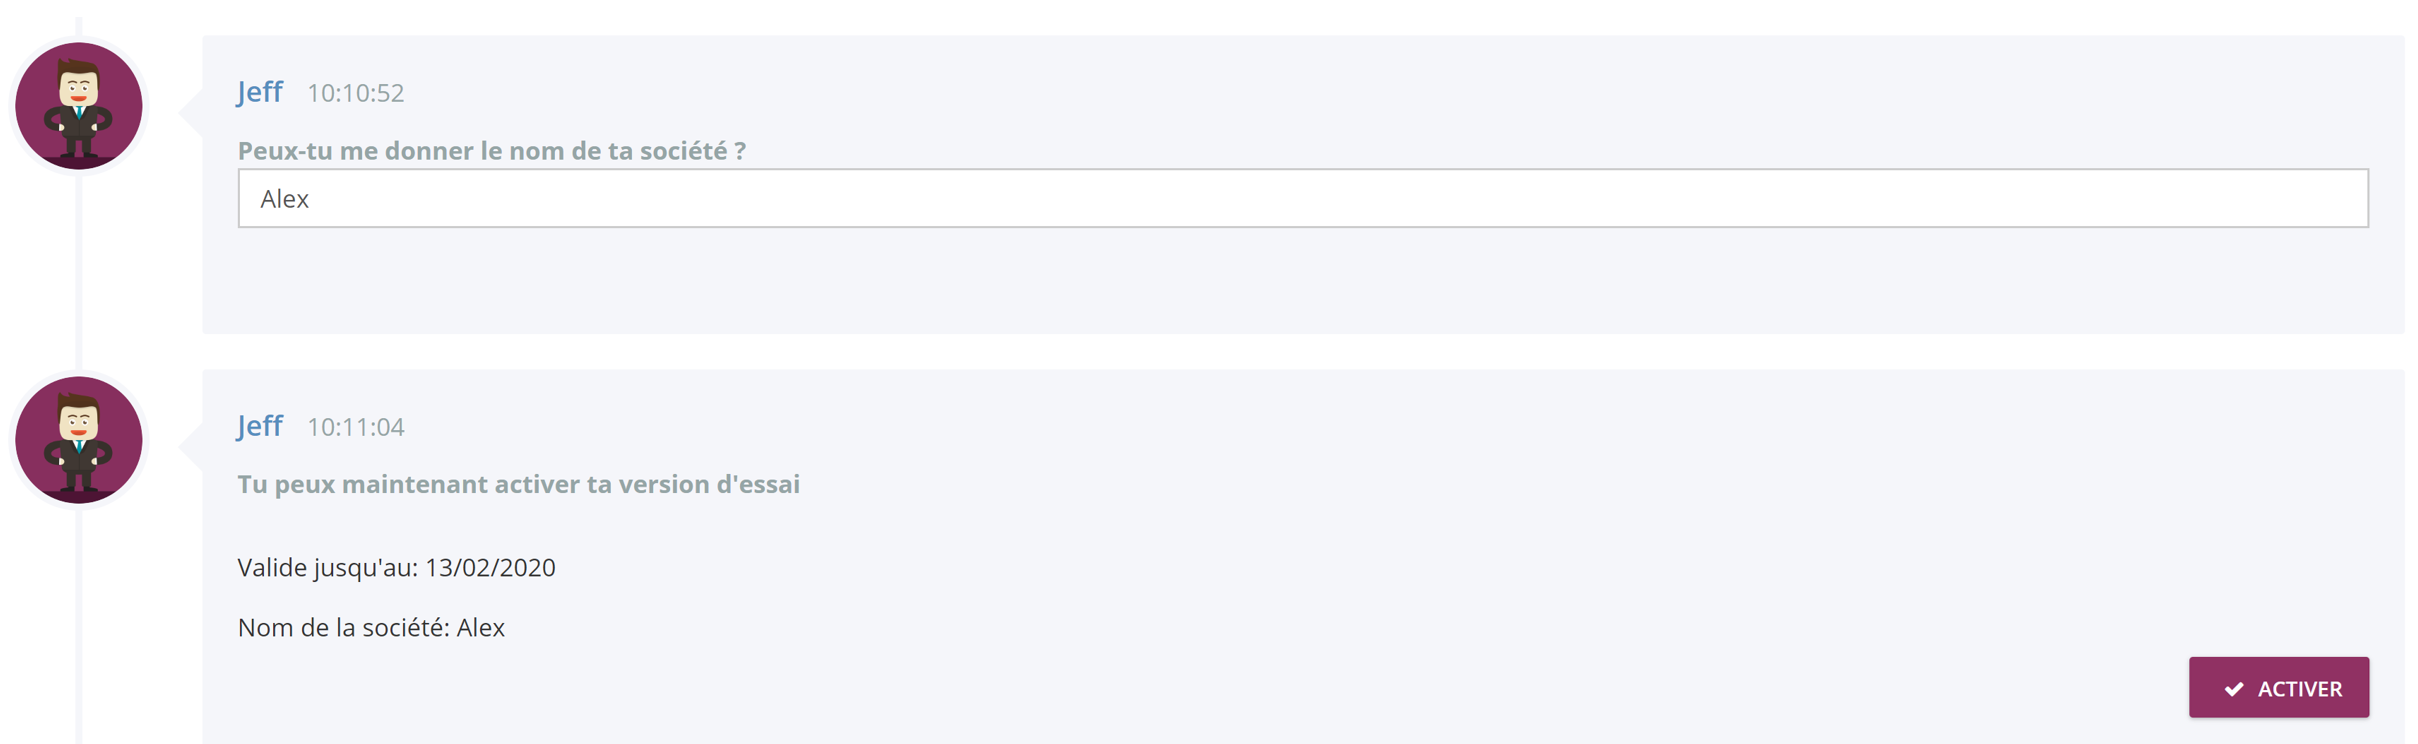 Jeff 10:10:52
Peux-tu me donner le nom de ta société ?
Alex
Jeff 10:11:04
Tu peux maintenant activer ta version d'essai
Valide jusqu'au: 13/02/2020
Nom de la société: Alex
ACTIVER